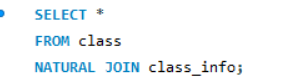 SELECT *
FROM class
NATURAL JOIN class_info;